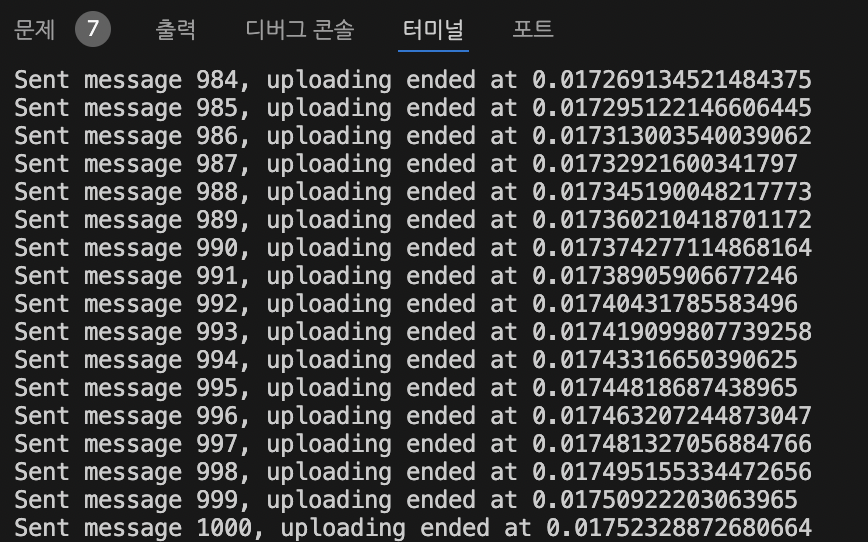 문제 7 출력 디버그 콘솔 터미널 포트
Sent message 984, uploading ended at 0.017269134521484375
Sent message 985, uploading ended at 0.017295122146606445
Sent message 986, uploading ended at 0.017313003540039062
Sent message 987, uploading ended at 0.01732921600341797
Sent message 988, uploading ended at 0.017345190048217773
Sent message 989, uploading ended at 0.017360210418701172
Sent message 990, uploading ended at 0.017374277114868164
Sent message 991, uploading ended at 0.01738905906677246
Sent message 992, uploading ended at 0.01740431785583496
Sent message 993, uploading ended at 0.017419099807739258
Sent message 994, uploading ended at 0.01743316650390625
Sent message 995, uploading ended at 0.01744818687438965
Sent message 996, uploading ended at 0.017463207244873047
Sent message 997, uploading ended at 0.017481327056884766
Sent message 998, uploading ended at 0.017495155334472656
Sent message 999, uploading ended at 0.01750922203063965
Sent message 1000, uploading ended at 0.01752328872680664